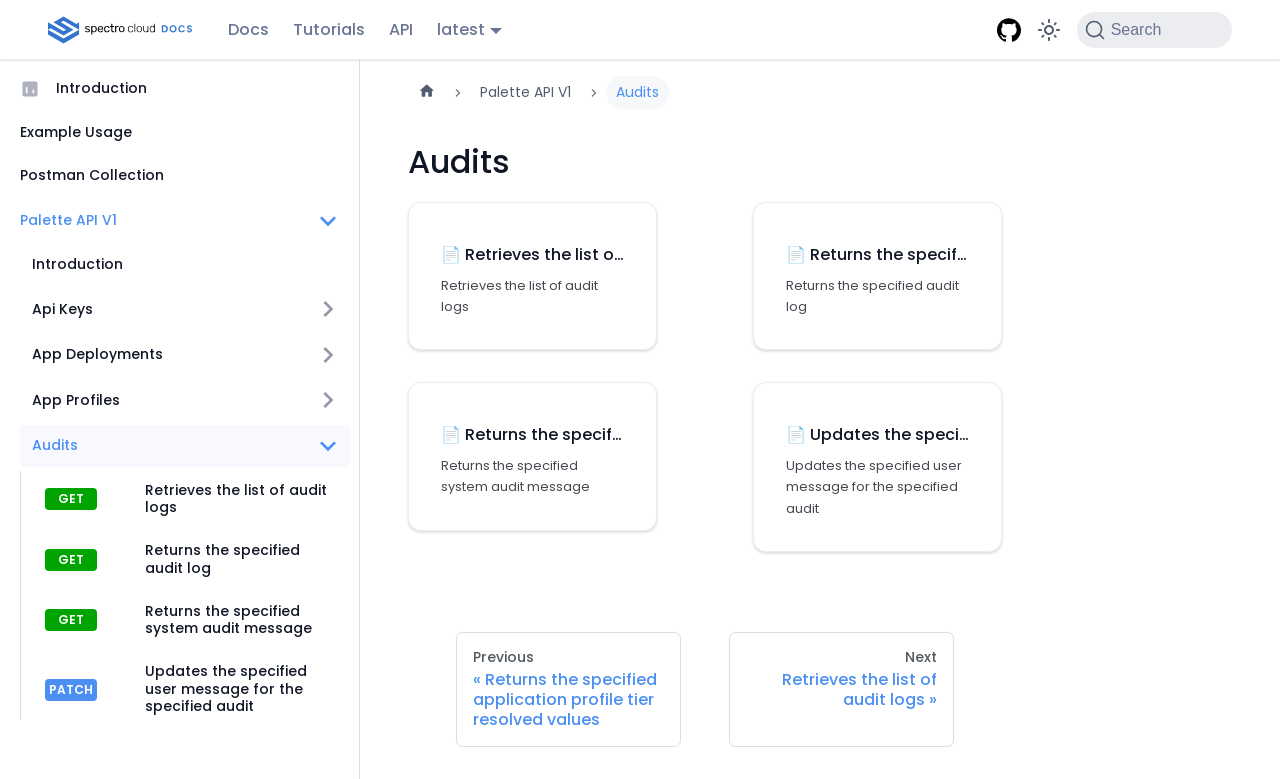 spectro cloud DOCS
Docs
Tutorials
API
latest
Search
Introduction
Example Usage
Postman Collection
Palette API V1
Introduction
Api Keys
App Deployments
App Profiles
Audits
GET
Retrieves the list of audit
logs
GET
Returns the specified
audit log
GET
Returns the specified
system audit message
PATCH
Updates the specified
user message for the
specified audit
Palette API V1
Audits
Audits
Retrieves the list o...
Retrieves the list of audit
logs
Returns the specif...
Returns the specified audit
log
Returns the specif...
Returns the specified
system audit message
Updates the speci...
Updates the specified user
message for the specified
audit
Previous
« Returns the specified
application profile tier
resolved values
Next
Retrieves the list of
audit logs »